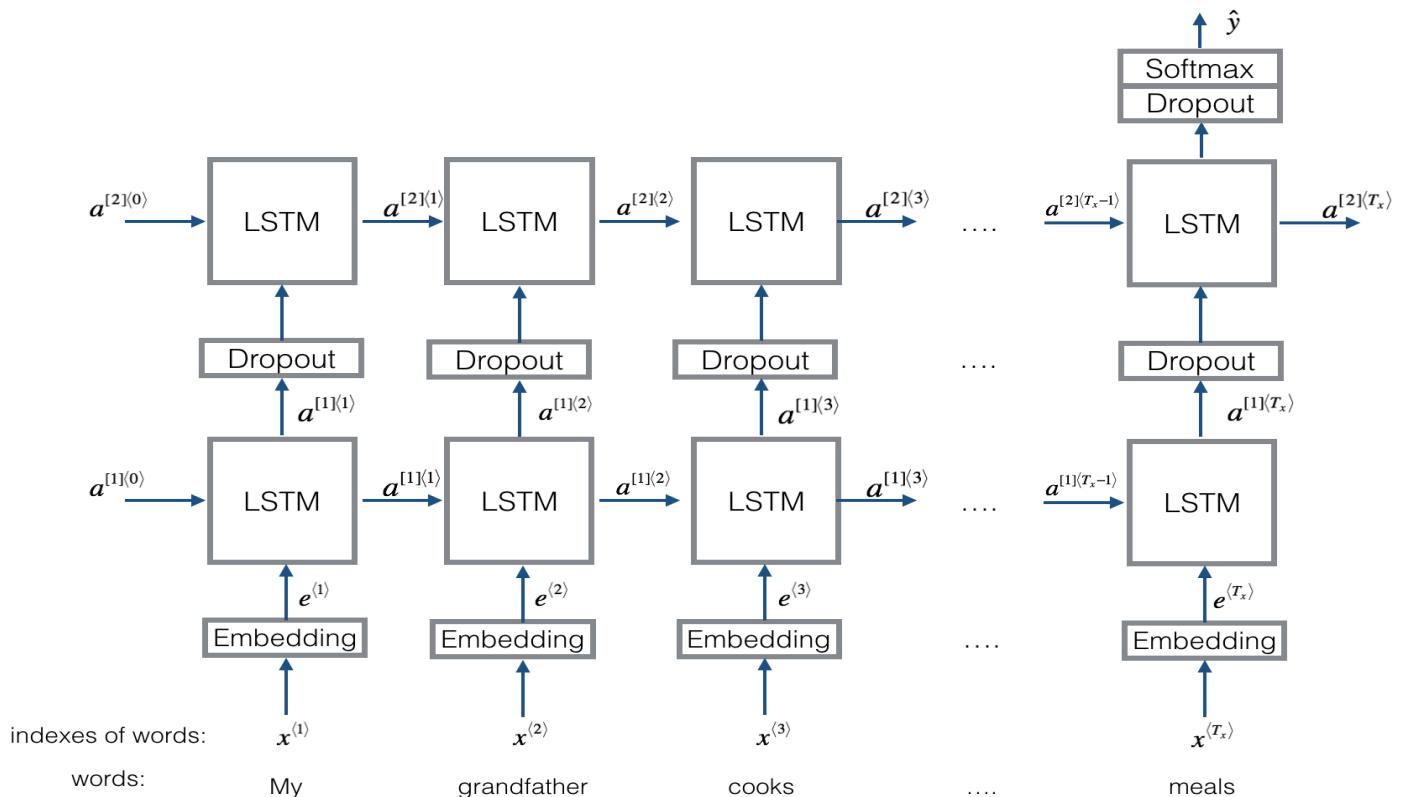 ŷ
Softmax
Dropout
a[2]⟨0⟩ LSTM a[2]⟨1⟩ LSTM a[2]⟨2⟩ LSTM a[2]⟨3⟩ .... a[2]⟨Tx−1⟩ LSTM a[2]⟨Tx⟩
Dropout Dropout Dropout .... Dropout
a[1]⟨1⟩ a[1]⟨2⟩ a[1]⟨3⟩ a[1]⟨Tx⟩
a[1]⟨0⟩ LSTM a[1]⟨1⟩ LSTM a[1]⟨2⟩ LSTM a[1]⟨3⟩ .... a[1]⟨Tx−1⟩ LSTM
e⟨1⟩ e⟨2⟩ e⟨3⟩ e⟨Tx⟩
Embedding Embedding Embedding .... Embedding
indexes of words: x⟨1⟩ x⟨2⟩ x⟨3⟩ x⟨Tx⟩
words: My grandfather cooks .... meals